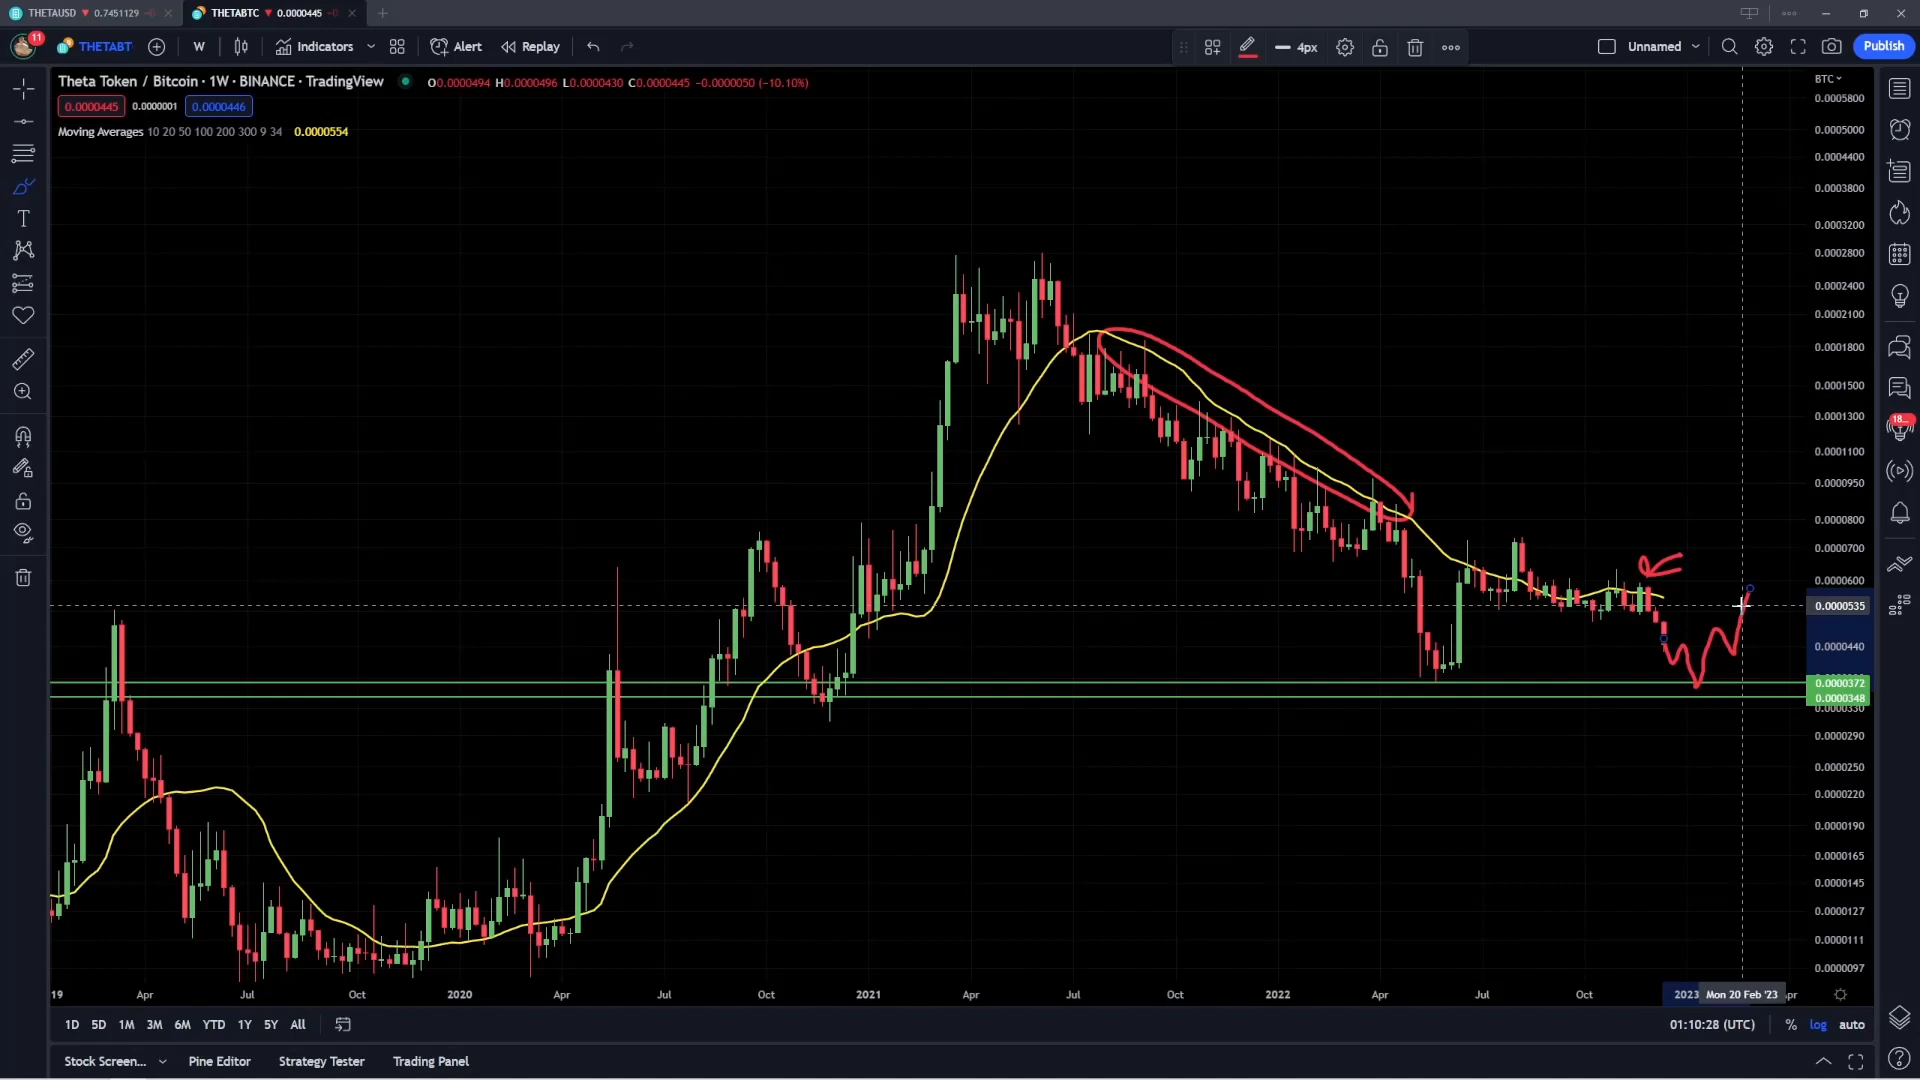 THETAUSD ▼ 0.7451129
THETABTC ▼ 0.0000445
11
THETABT
W
Indicators
Alert
Replay
4px
Unnamed
Publish
Theta Token / Bitcoin · 1W · BINANCE · TradingView
O0.0000494 H0.0000496 L0.0000430 C0.0000445 −0.0000050 (−10.10%)
0.0000445 0.0000001 0.0000446
Moving Averages 10 20 50 100 200 300 9 34 0.0000554
BTC
0.0005800
0.0005000
0.0004400
0.0003800
0.0003200
0.0002800
0.0002400
0.0002100
0.0001800
0.0001500
0.0001300
0.0001100
0.0000950
0.0000800
0.0000700
0.0000600
0.0000535
0.0000440
0.0000372
0.0000348
0.0000330
0.0000290
0.0000250
0.0000220
0.0000190
0.0000165
0.0000145
0.0000127
0.0000111
0.0000097
18...
19 Apr Jul Oct 2020 Apr Jul Oct 2021 Apr Jul Oct 2022 Apr Jul Oct 2023 Mon 20 Feb '23 pr
1D 5D 1M 3M 6M YTD 1Y 5Y All
01:10:28 (UTC) % log auto
Stock Screen... Pine Editor Strategy Tester Trading Panel